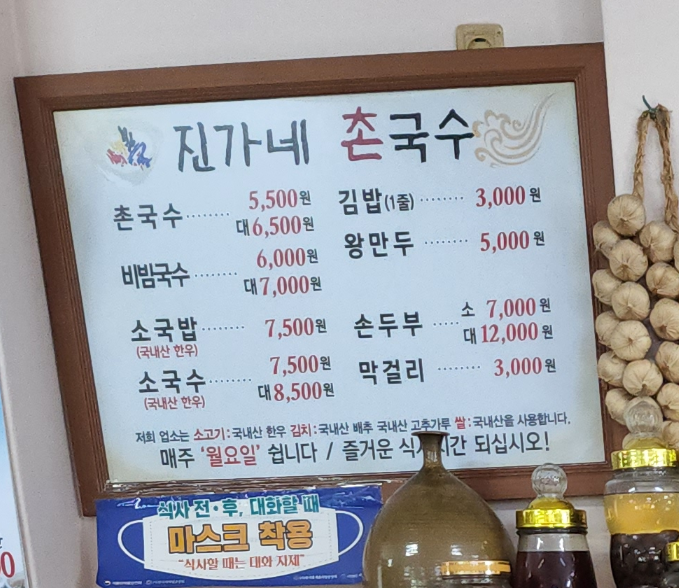 진가네 촌국수
촌국수 ········ 5,500원
대 6,500원
비빔국수 ········ 6,000원
대 7,000원
소국밥 ········ 7,500원
(국내산 한우)
소국수 ········ 7,500원
(국내산 한우) 대 8,500원
김밥(1줄) ········ 3,000원
왕만두 ········ 5,000원
손두부 ····· 소 7,000원
대 12,000원
막걸리 ········ 3,000원
저희 업소는 소고기:국내산 한우 김치:국내산 배추 국내산 고추가루 쌀:국내산을 사용합니다.
매주 '월요일' 쉽니다 / 즐거운 식사시간 되십시오!
식사 전·후, 대화할 때
마스크 착용
"식사할 때는 대화 자제"